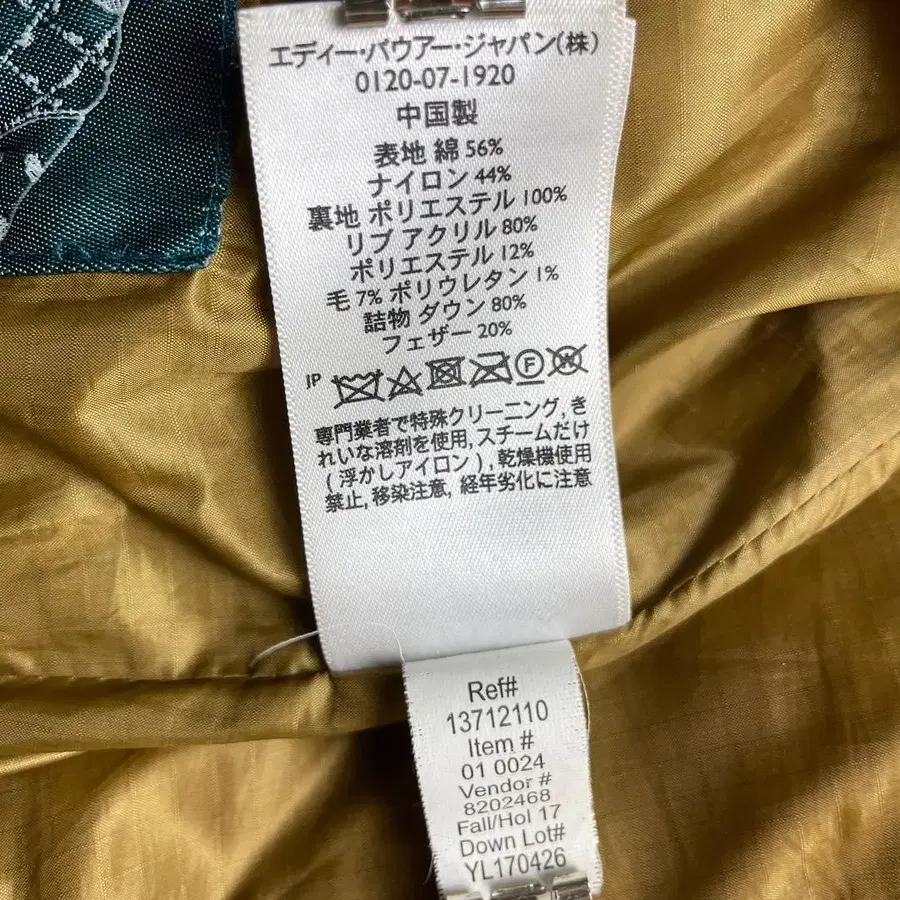 エディー・バウアー・ジャパン(株)
0120-07-1920
中国製
表地 綿 56%
ナイロン 44%
裏地 ポリエステル 100%
リブ アクリル 80%
ポリエステル 12%
毛 7% ポリウレタン 1%
詰物 ダウン 80%
フェザー 20%
JP
F
W
専門業者で特殊クリーニング, き
れいな溶剤を使用, スチームだけ
(浮かしアイロン), 乾燥機使用
禁止, 移染注意, 経年劣化に注意
Ref#
13712110
Item #
01 0024
Vendor #
8202468
Fall/Hol 17
Down Lot#
YL170426